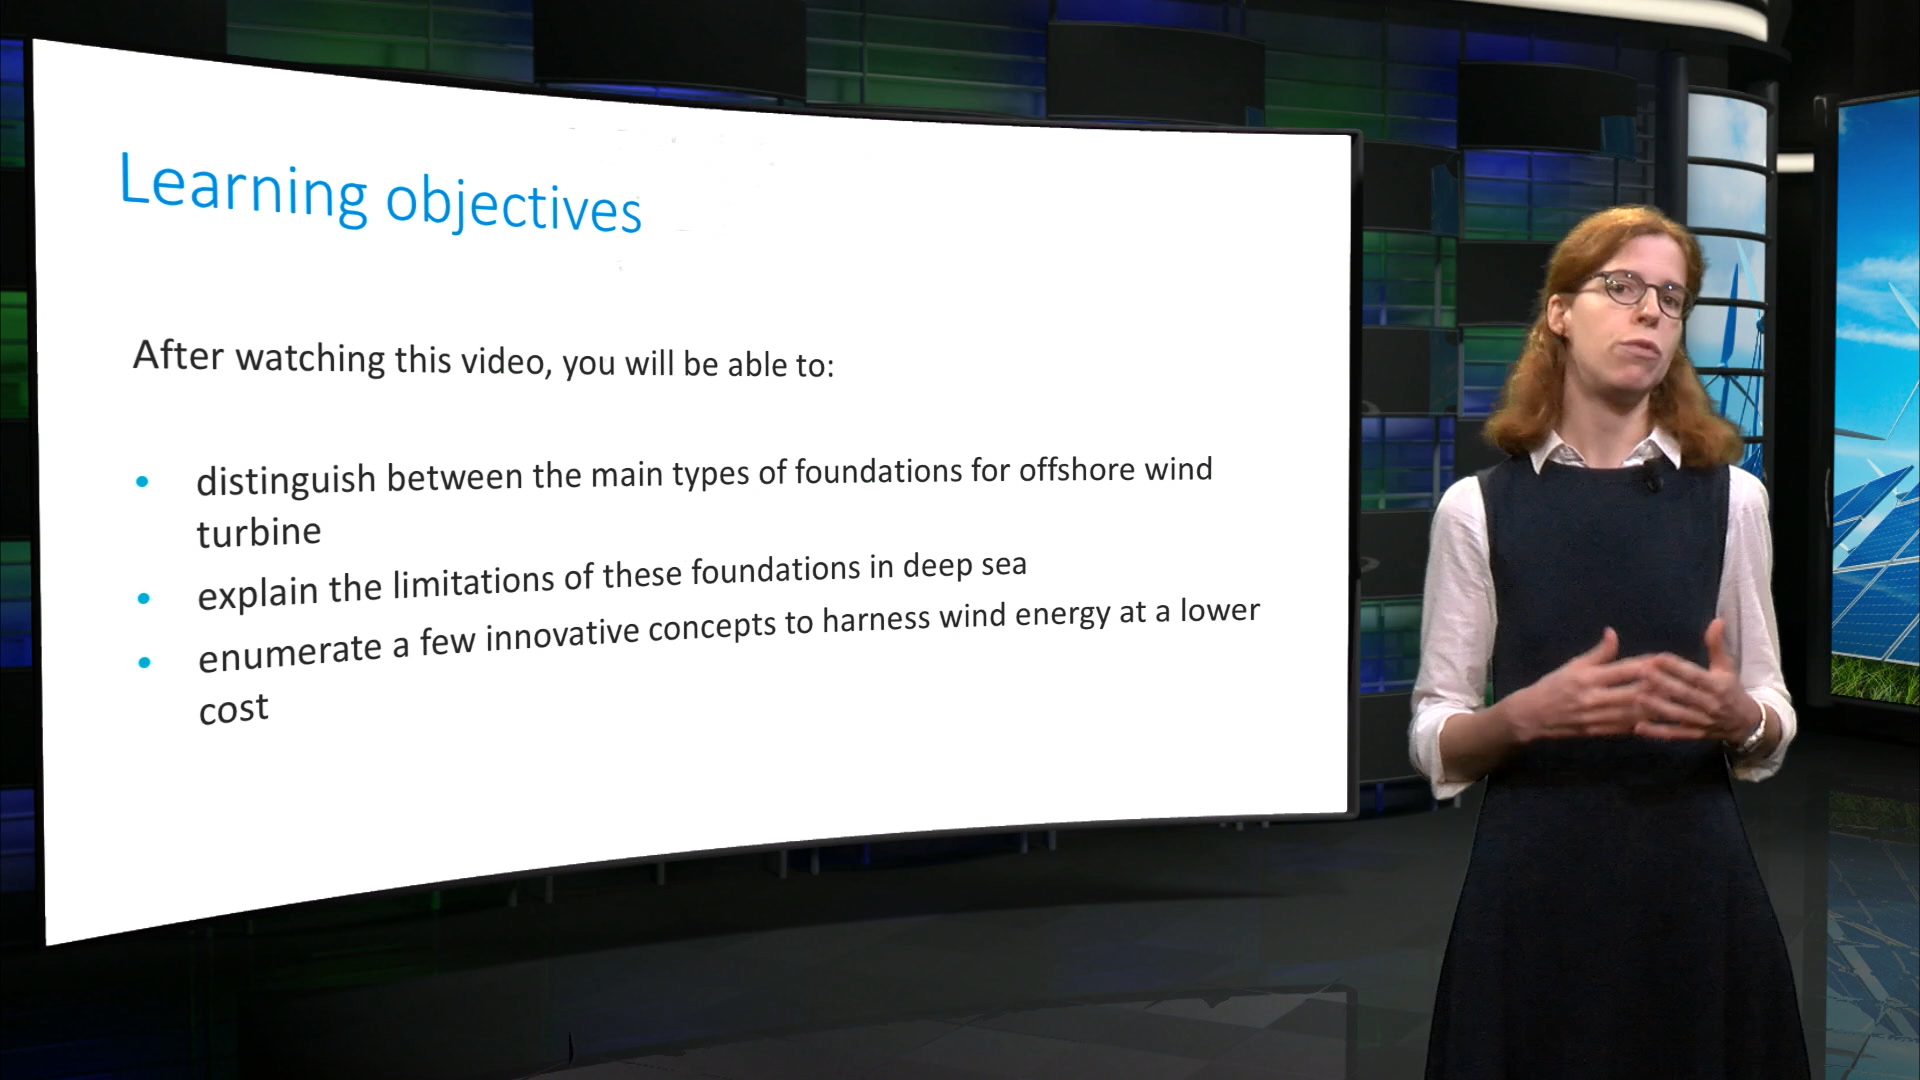 Learning objectives
After watching this video, you will be able to:
• distinguish between the main types of foundations for offshore wind
turbine
• explain the limitations of these foundations in deep sea
• enumerate a few innovative concepts to harness wind energy at a lower
cost